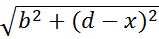 √(b² + (d − x)²)